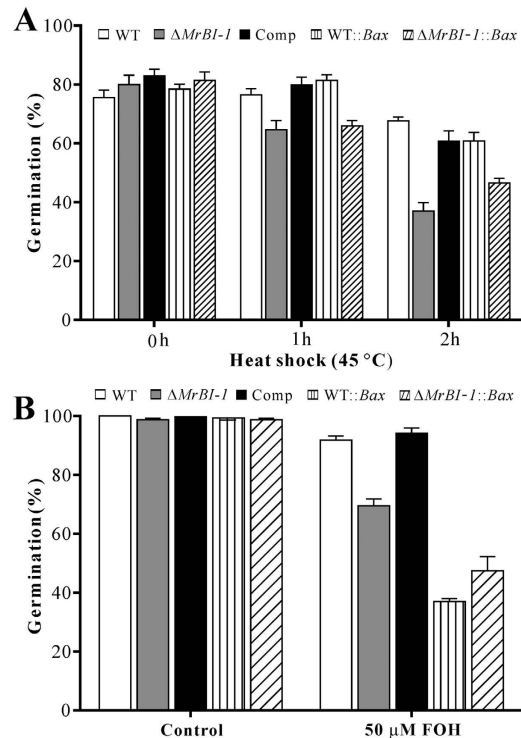 A
WT ΔMrBI-1 Comp WT::Bax ΔMrBI-1::Bax
100
80
60
40
20
0
Germination (%)
0h 1h 2h
Heat shock (45 °C)
B
WT ΔMrBI-1 Comp WT::Bax ΔMrBI-1::Bax
100
80
60
40
20
0
Germination(%)
Control 50 μM FOH